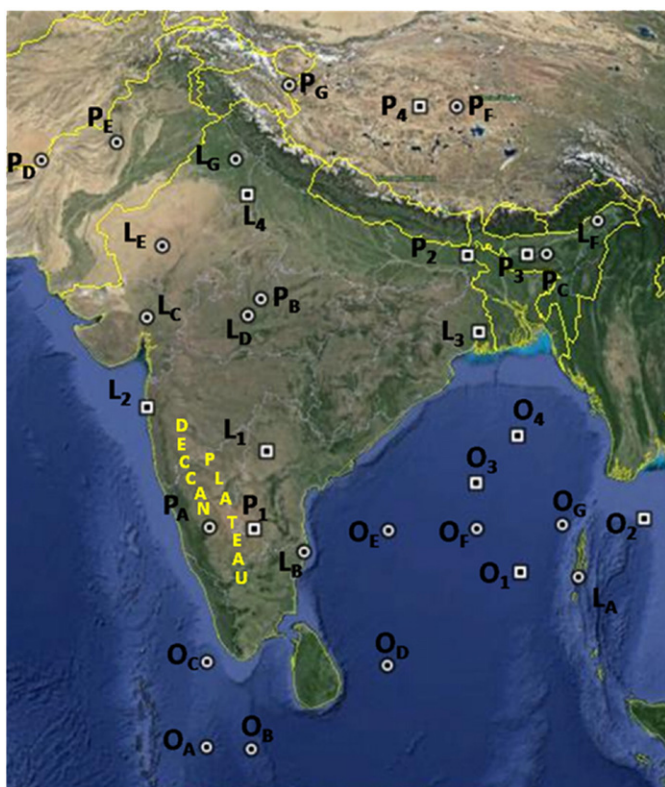 P_G
P_4
P_F
P_E
P_D
L_G
L_4
L_F
L_E
P_2
P_3
P_C
P_B
L_C
L_D
L_3
L_2
L_1
O_4
DECCAN
PLATEAU
O_3
P_A
P_1
O_G
O_2
O_E
O_F
L_B
O_1
L_A
O_C
O_D
O_A
O_B